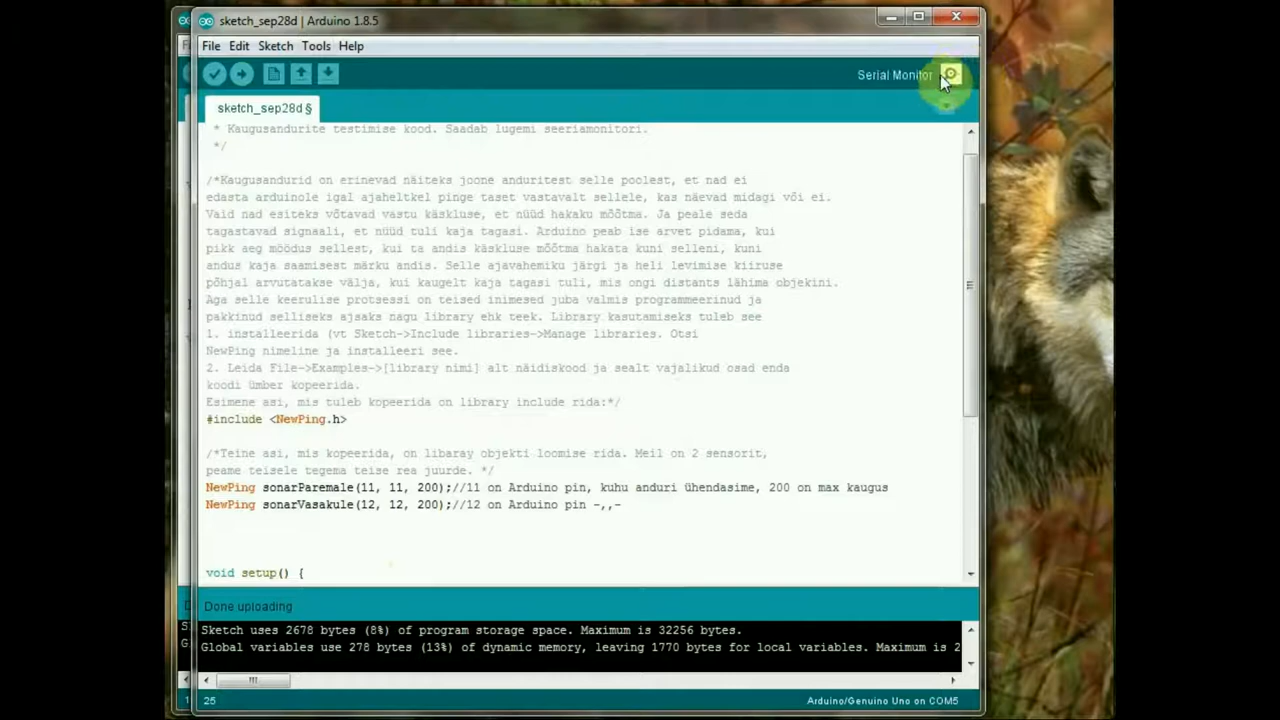 sketch_sep28d | Arduino 1.8.5
File Edit Sketch Tools Help
Serial Monitor
sketch_sep28d §
* Kaugusandurite testimise kood. Saadab lugemi seeriamonitori.
*/
/*Kaugusandurid on erinevad näiteks joone anduritest selle poolest, et nad ei
edasta arduinole igal ajaheltkel pinge taset vastavalt sellele, kas näevad midagi või ei.
Vaid nad esiteks võtavad vastu käskluse, et nüüd hakaku mõõtma. Ja peale seda
tagastavad signaali, et nüüd tuli kaja tagasi. Arduino peab ise arvet pidama, kui
pikk aeg möödus sellest, kui ta andis käskluse mõõtma hakata kuni selleni, kuni
andus kaja saamisest märku andis. Selle ajavahemiku järgi ja heli levimise kiiruse
põhjal arvutatakse välja, kui kaugelt kaja tagasi tuli, mis ongi distants lähima objekini.
Aga selle keerulise protsessi on teised inimesed juba valmis programmeerinud ja
pakkinud selliseks ajsaks nagu library ehk teek. Library kasutamiseks tuleb see
1. installeerida (vt Sketch->Include libraries->Manage libraries. Otsi
NewPing nimeline ja installeeri see.
2. Leida File->Examples->[library nimi] alt näidiskood ja sealt vajalikud osad enda
koodi ümber kopeerida.
Esimene asi, mis tuleb kopeerida on library include rida:*/
#include <NewPing.h>
/*Teine asi, mis kopeerida, on libaray objekti loomise rida. Meil on 2 sensorit,
peame teisele tegema teise rea juurde. */
NewPing sonarParemale(11, 11, 200);//11 on Arduino pin, kuhu anduri ühendasime, 200 on max kaugus
NewPing sonarVasakule(12, 12, 200);//12 on Arduino pin -,,-
void setup() {
Done uploading
Sketch uses 2678 bytes (8%) of program storage space. Maximum is 32256 bytes.
Global variables use 278 bytes (13%) of dynamic memory, leaving 1770 bytes for local variables. Maximum is 2
25
Arduino/Genuino Uno on COM5